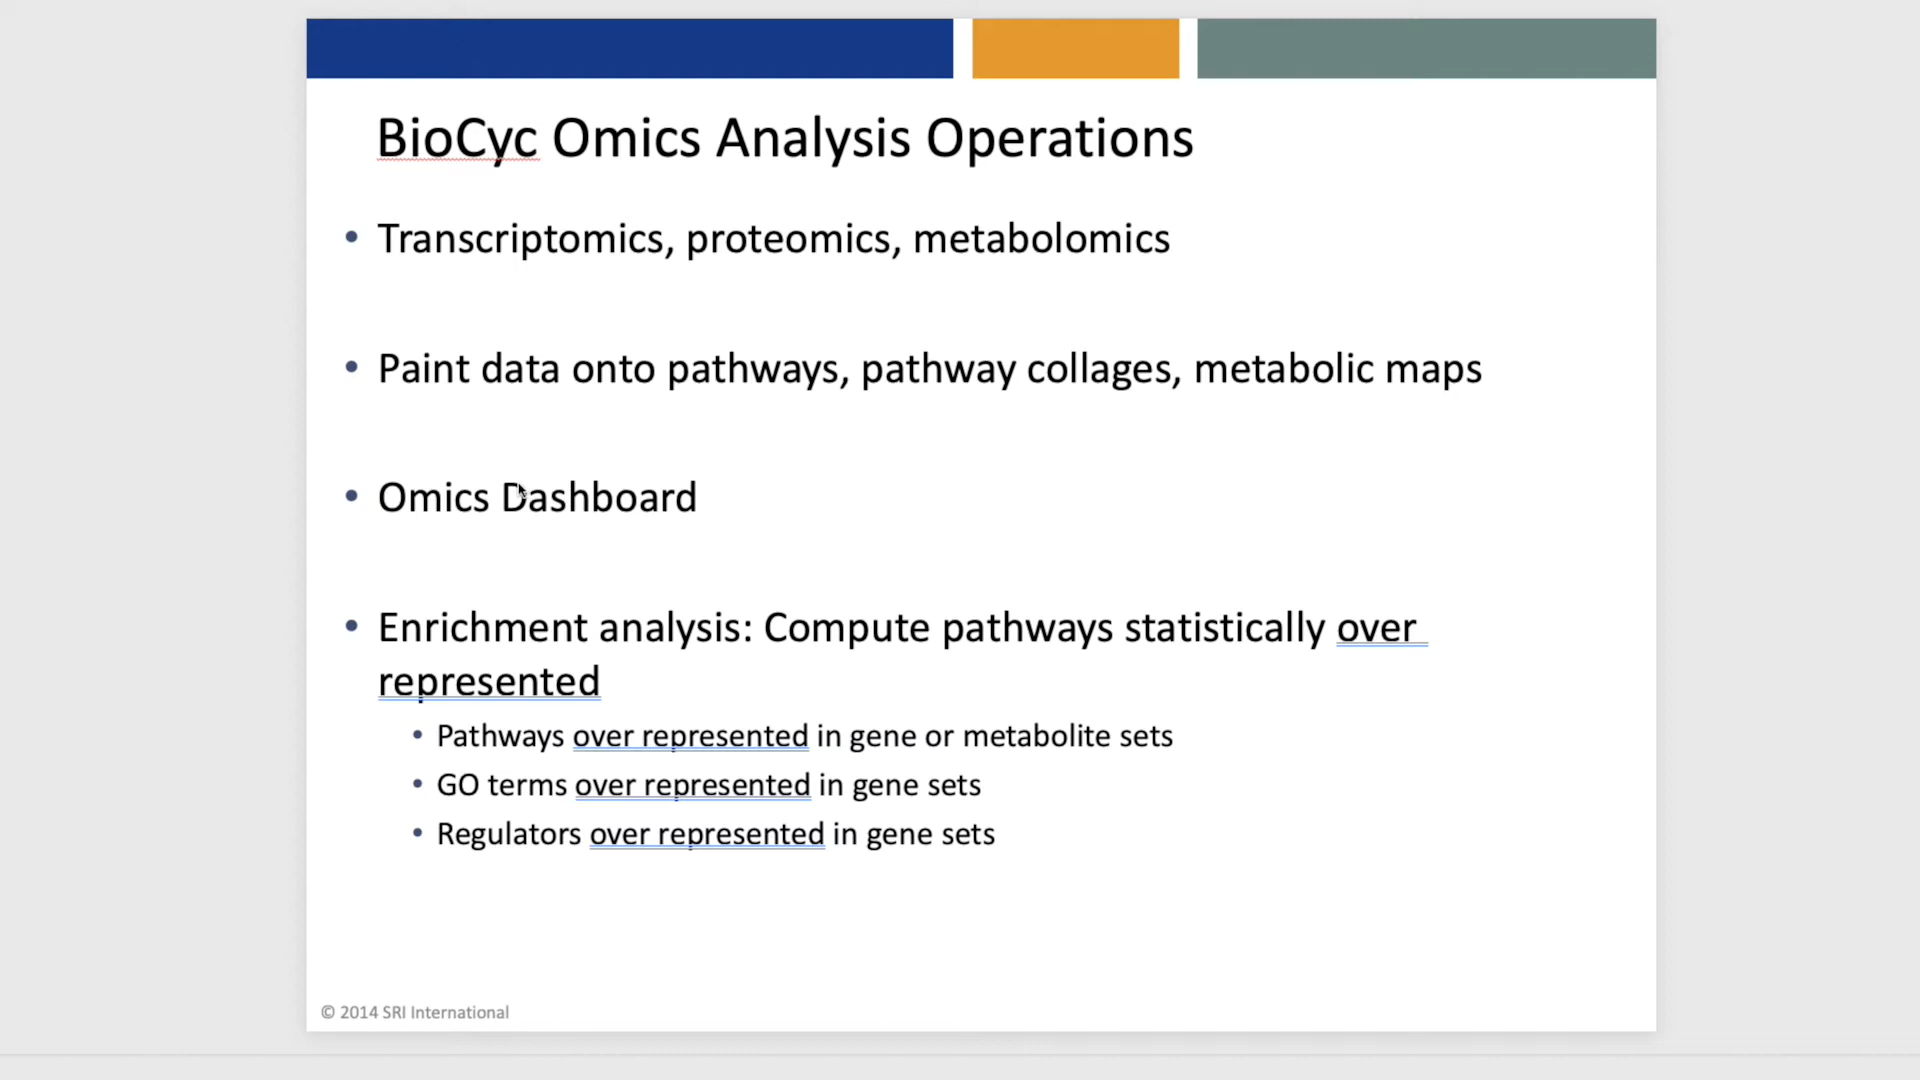 BioCyc Omics Analysis Operations
• Transcriptomics, proteomics, metabolomics
• Paint data onto pathways, pathway collages, metabolic maps
• Omics Dashboard
• Enrichment analysis: Compute pathways statistically over
represented
• Pathways over represented in gene or metabolite sets
• GO terms over represented in gene sets
• Regulators over represented in gene sets
© 2014 SRI International